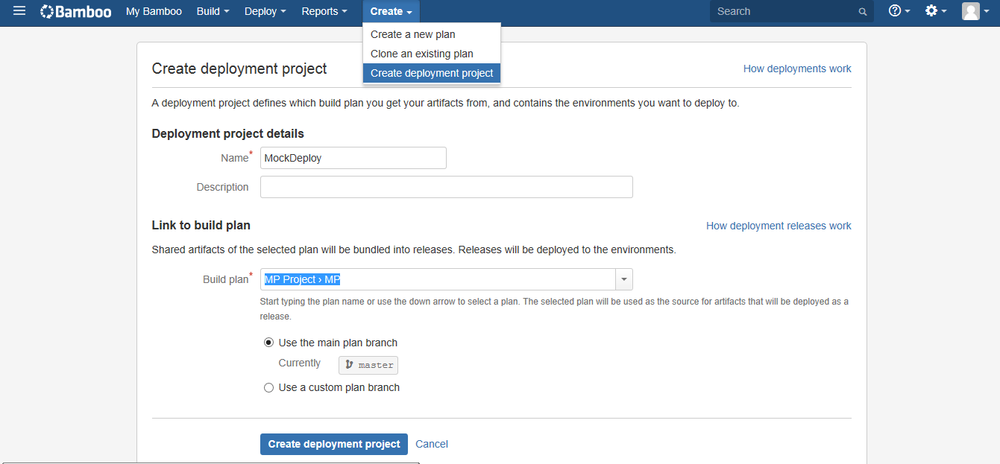 Bamboo My Bamboo Build Deploy Reports Create Search
Create a new plan
Clone an existing plan
Create deployment project
Create deployment project How deployments work
A deployment project defines which build plan you get your artifacts from, and contains the environments you want to deploy to.
Deployment project details
Name* MockDeploy
Description
Link to build plan How deployment releases work
Shared artifacts of the selected plan will be bundled into releases. Releases will be deployed to the environments.
Build plan* MP Project › MP
Start typing the plan name or use the down arrow to select a plan. The selected plan will be used as the source for artifacts that will be deployed as a
release.
Use the main plan branch
Currently master
Use a custom plan branch
Create deployment project Cancel